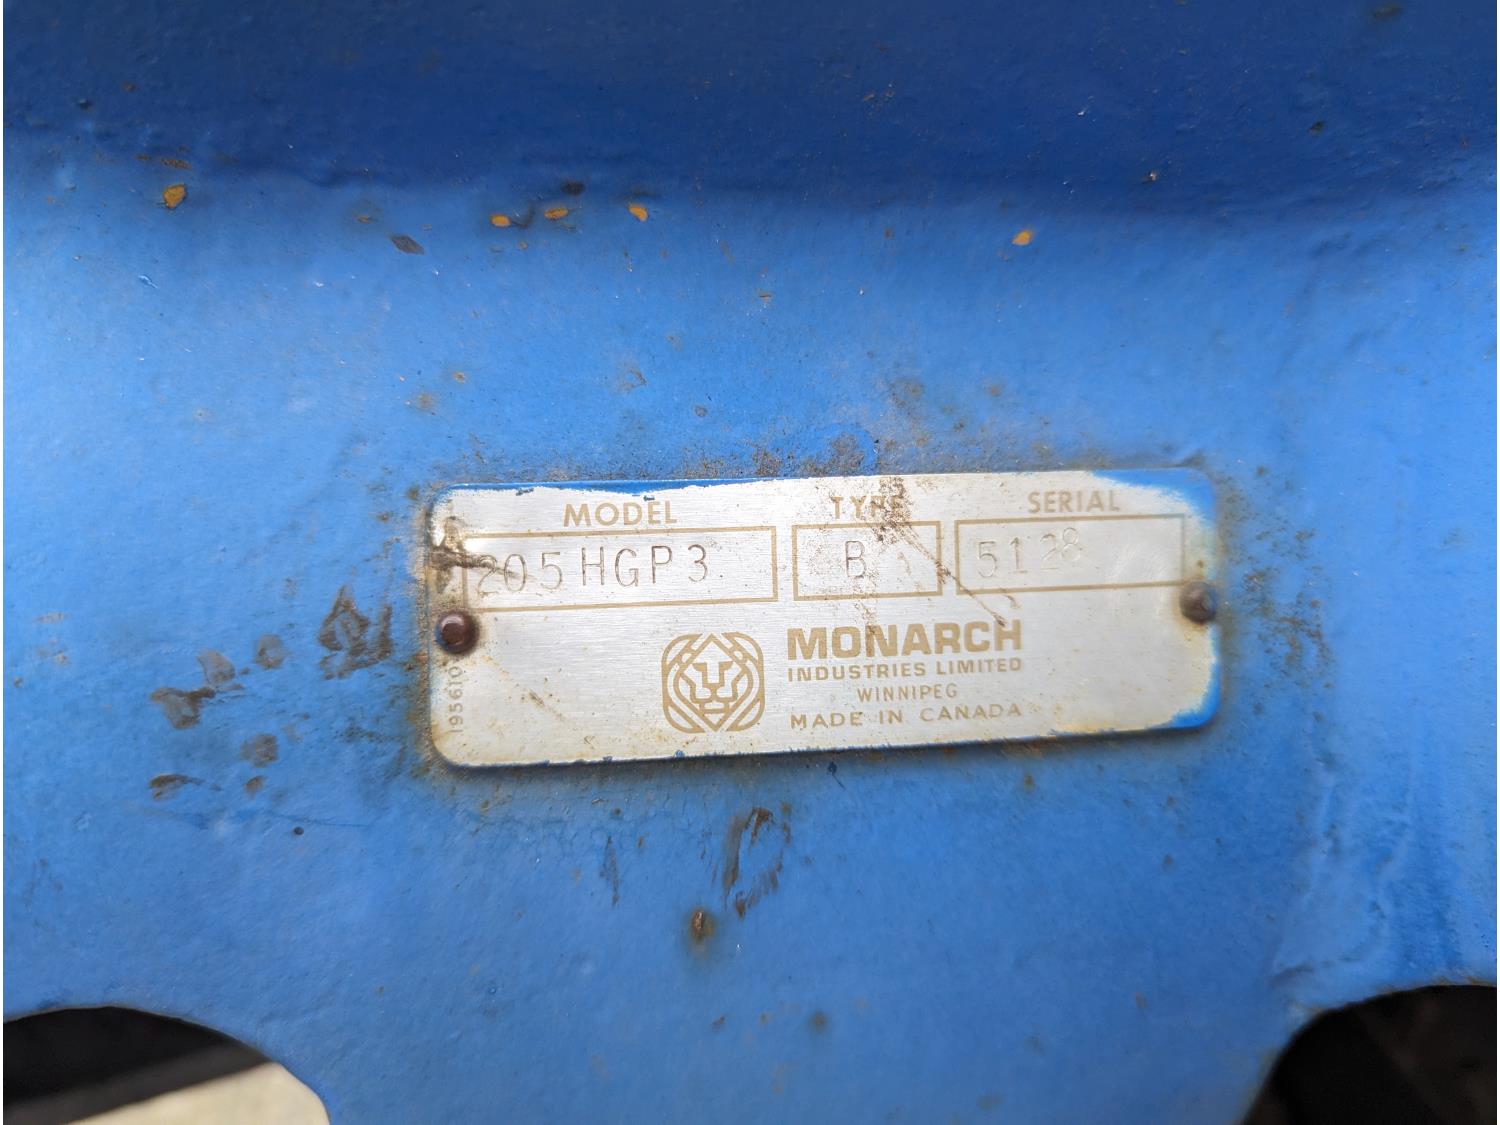 MODEL TYPE SERIAL
205HGP3 B 5128
MONARCH
INDUSTRIES LIMITED
WINNIPEG
MADE IN CANADA
195610